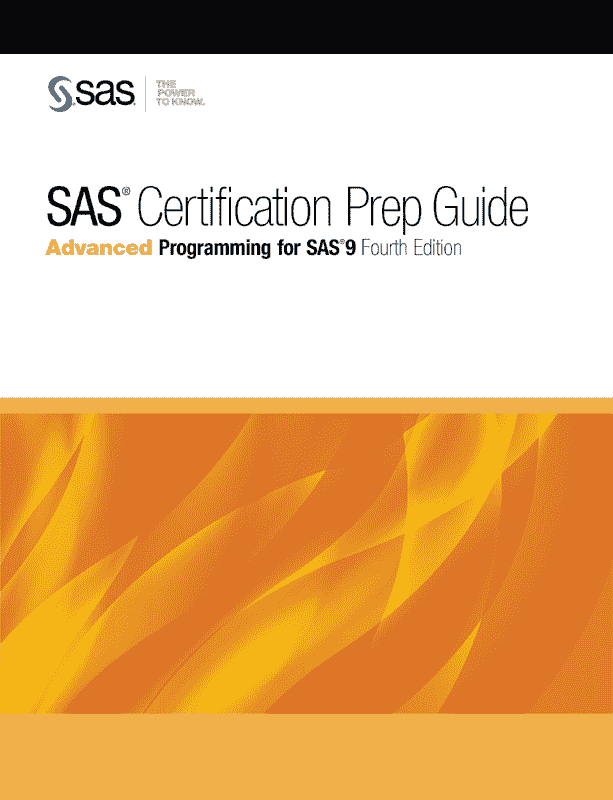 sas.
THE
POWER
TO KNOW.
SAS® Certification Prep Guide
Advanced Programming for SAS®9 Fourth Edition